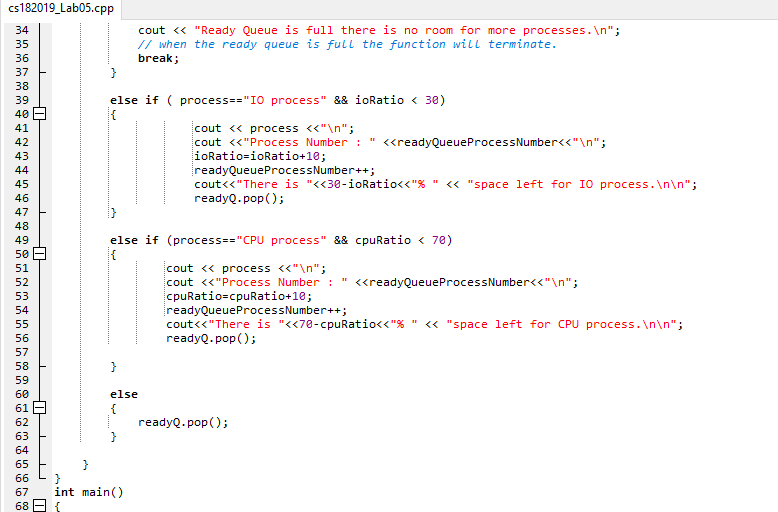 cs182019_Lab05.cpp
34 cout << "Ready Queue is full there is no room for more processes.\n";
35 // when the ready queue is full the function will terminate.
36 break;
37 }
38
39 else if ( process=="IO process" && ioRatio < 30)
40 {
41 cout << process <<"\n";
42 cout <<"Process Number : " <<readyQueueProcessNumber<<"\n";
43 ioRatio=ioRatio+10;
44 readyQueueProcessNumber++;
45 cout<<"There is "<<30-ioRatio<<"% " << "space left for IO process.\n\n";
46 readyQ.pop();
47 }
48
49 else if (process=="CPU process" && cpuRatio < 70)
50 {
51 cout << process <<"\n";
52 cout <<"Process Number : " <<readyQueueProcessNumber<<"\n";
53 cpuRatio=cpuRatio+10;
54 readyQueueProcessNumber++;
55 cout<<"There is "<<70-cpuRatio<<"% " << "space left for CPU process.\n\n";
56 readyQ.pop();
57
58 }
59
60 else
61 {
62 readyQ.pop();
63 }
64
65 }
66 }
67 int main()
68 {